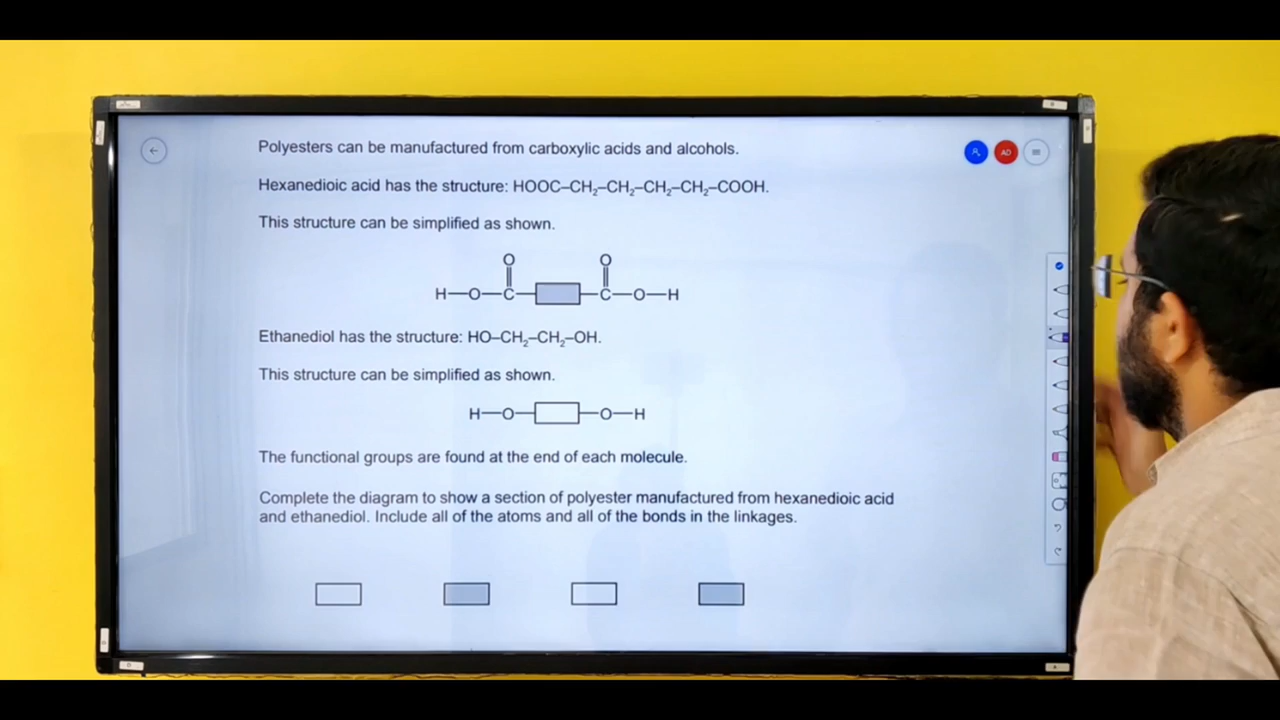 Polyesters can be manufactured from carboxylic acids and alcohols.
AD
Hexanedioic acid has the structure: HOOC–CH₂–CH₂–CH₂–CH₂–COOH.
This structure can be simplified as shown.
O O
H—O—C— —C—O—H
Ethanediol has the structure: HO–CH₂–CH₂–OH.
This structure can be simplified as shown.
H—O— —O—H
The functional groups are found at the end of each molecule.
Complete the diagram to show a section of polyester manufactured from hexanedioic acid
and ethanediol. Include all of the atoms and all of the bonds in the linkages.